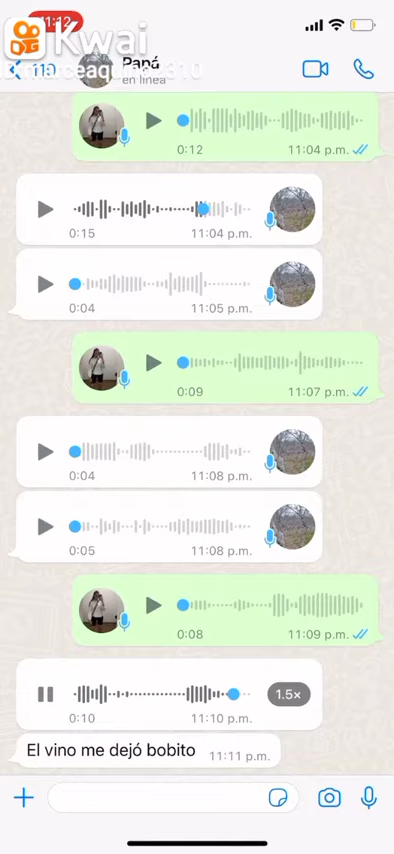 11:12
Kwai
110
Papá
en línea
0:12 11:04 p.m.
0:15 11:04 p.m.
0:04 11:05 p.m.
0:09 11:07 p.m.
0:04 11:08 p.m.
0:05 11:08 p.m.
0:08 11:09 p.m.
1.5×
0:10 11:10 p.m.
El vino me dejó bobito 11:11 p.m.